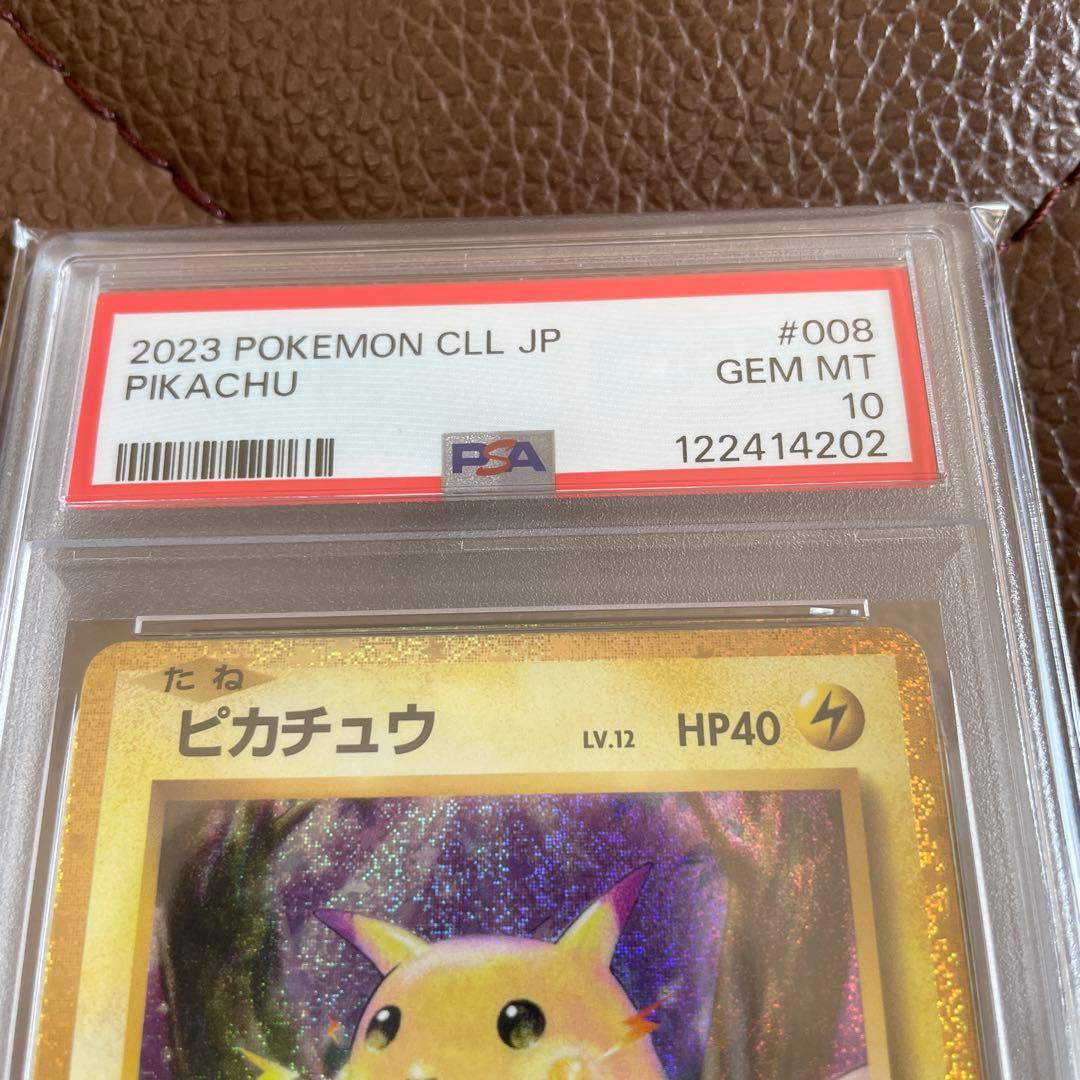 2023 POKEMON CLL JP #008
PIKACHU GEM MT
10
PSA 122414202
たね
ピカチュウ LV.12 HP40